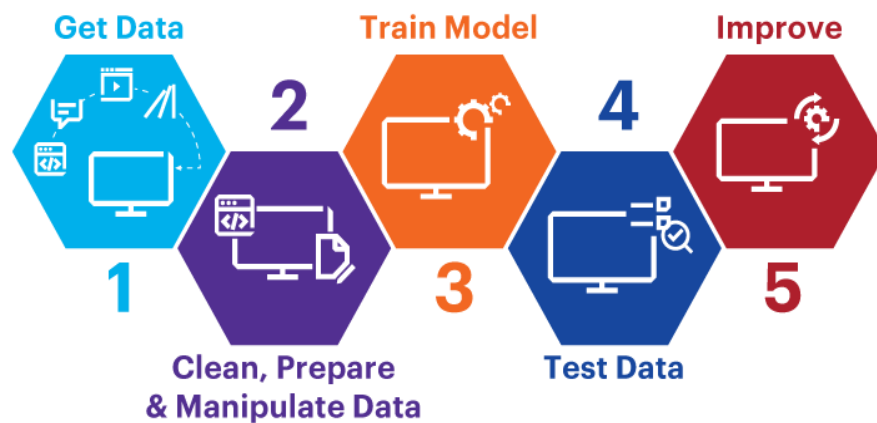 Get Data
1
2
Clean, Prepare
& Manipulate Data
Train Model
3
4
Test Data
Improve
5